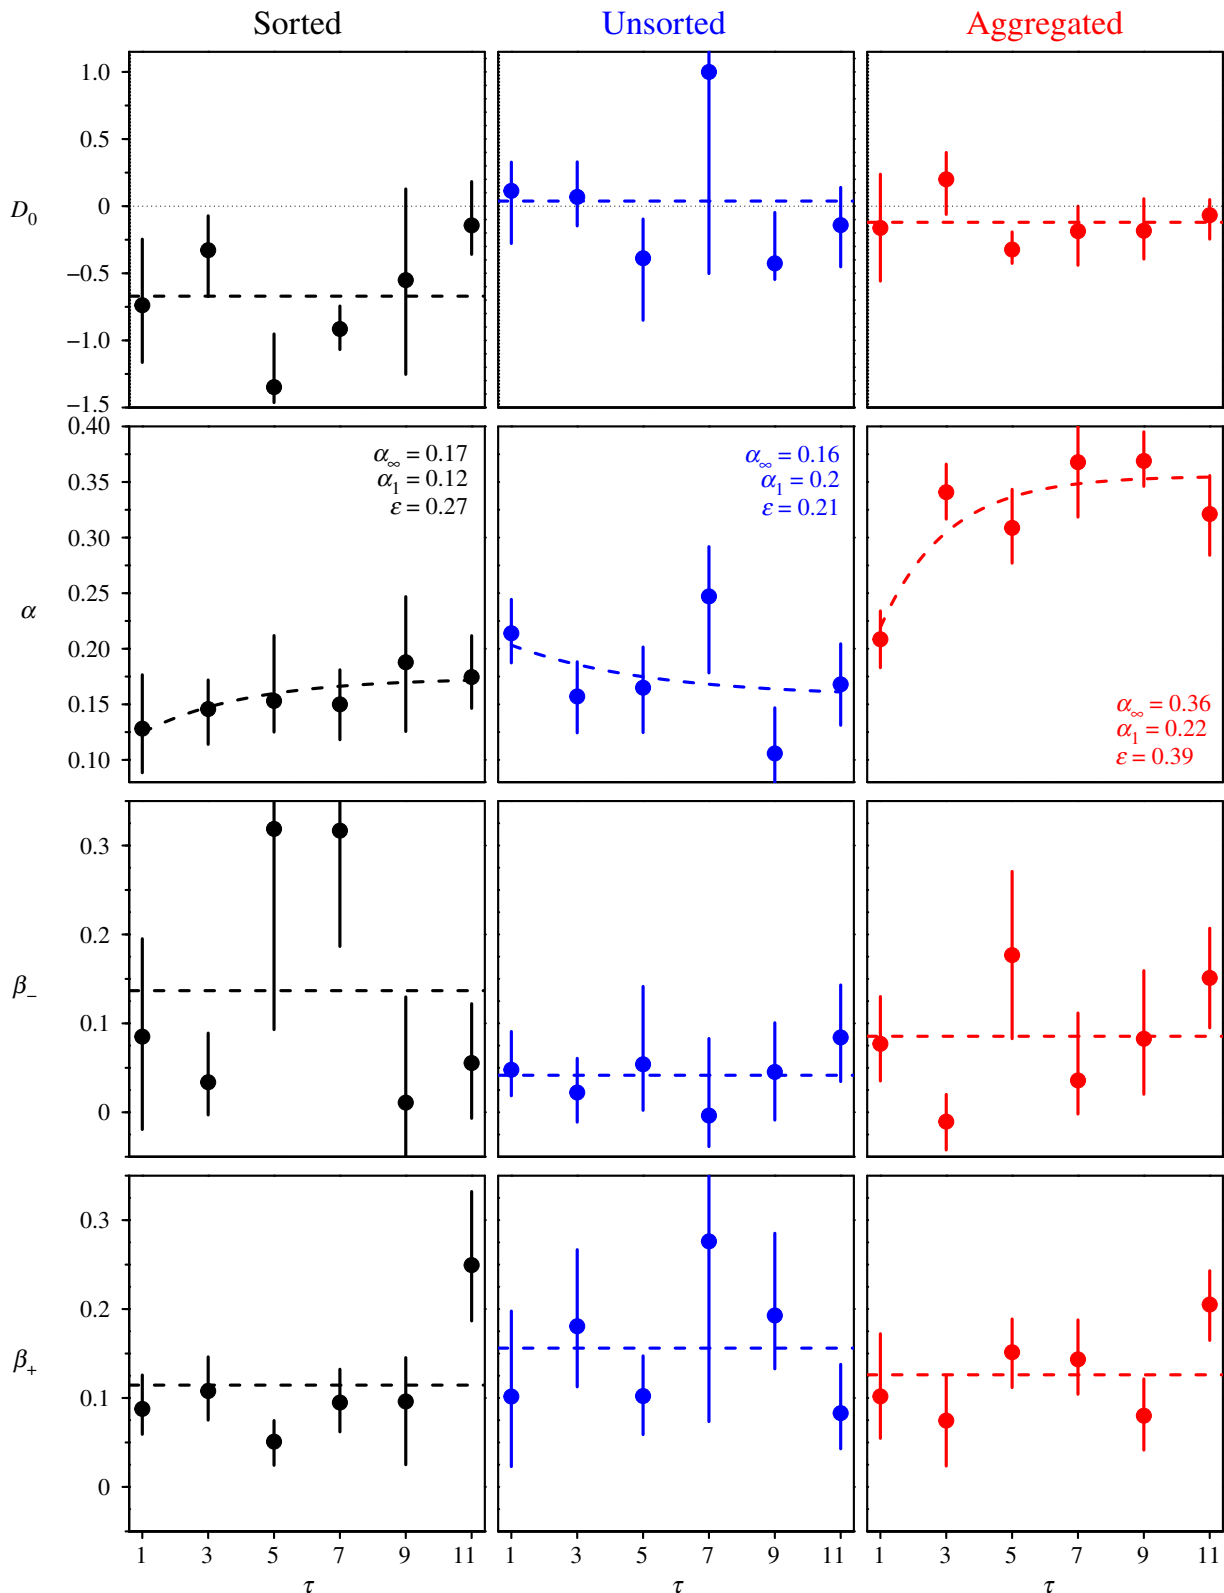 Sorted Unsorted Aggregated
1.0
0.5
D₀ 0
−0.5
−1.0
−1.5
0.40
α∞ = 0.17 α∞ = 0.16
α₁ = 0.12 α₁ = 0.2
ε = 0.27 ε = 0.21
0.35
0.30
0.25
α
0.20
0.15
α∞ = 0.36
α₁ = 0.22
ε = 0.39
0.10
0.3
0.2
β₋
0.1
0
0.3
0.2
β₊
0.1
0
1 3 5 7 9 11 1 3 5 7 9 11 1 3 5 7 9 11
τ τ τ